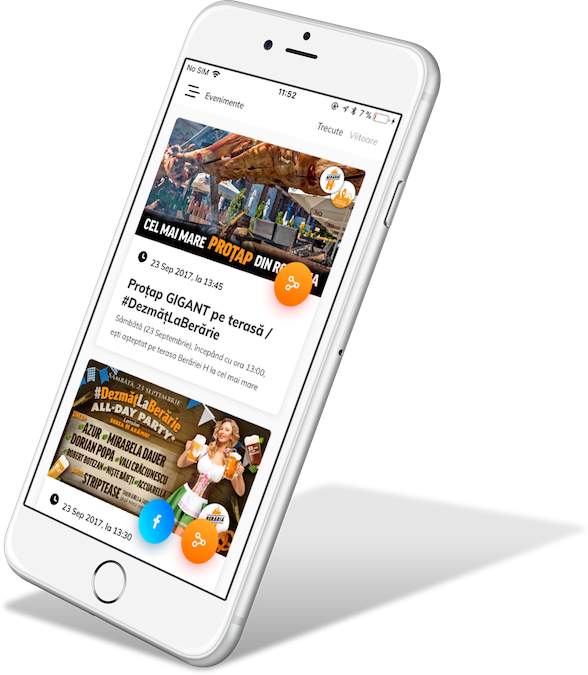 No SIM 11:52 7 %
Evenimente
Trecute Viitoare
BERĂRIE
H
CEL MAI MARE PROȚAP DIN RO
23 Sep 2017, la 13:45
Proțap GIGANT pe terasă /
#DezmățLaBerărie
Sâmbătă (23 Septembrie), începând cu ora 13:00,
ești așteptat pe terasa Berăriei H la cel mai mare
SÂMBĂTĂ, 23 SEPTEMBRIE
#DezmățLaBerărie
ALL-DAY PARTY
AZUR MIRABELA DAUER
DORIAN POPA VALI CRĂCIUNESCU
ROBERT BOTEZAN NIȘTE BĂIEȚI ACCUARELA
STRIPTEASE
BERĂRIA
23 Sep 2017, la 13:30